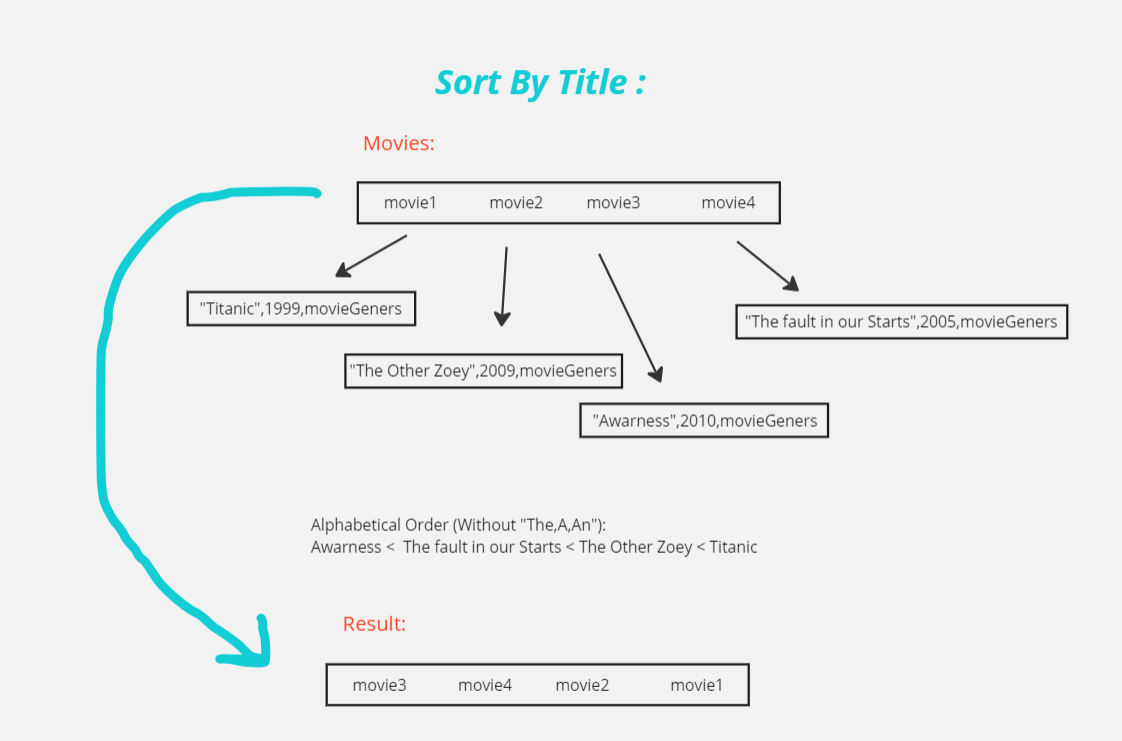 Sort By Title :
Movies:
movie1 movie2 movie3 movie4
"Titanic",1999,movieGeners
"The fault in our Starts",2005,movieGeners
"The Other Zoey",2009,movieGeners
"Awarness",2010,movieGeners
Alphabetical Order (Without "The,A,An"):
Awarness < The fault in our Starts < The Other Zoey < Titanic
Result:
movie3 movie4 movie2 movie1